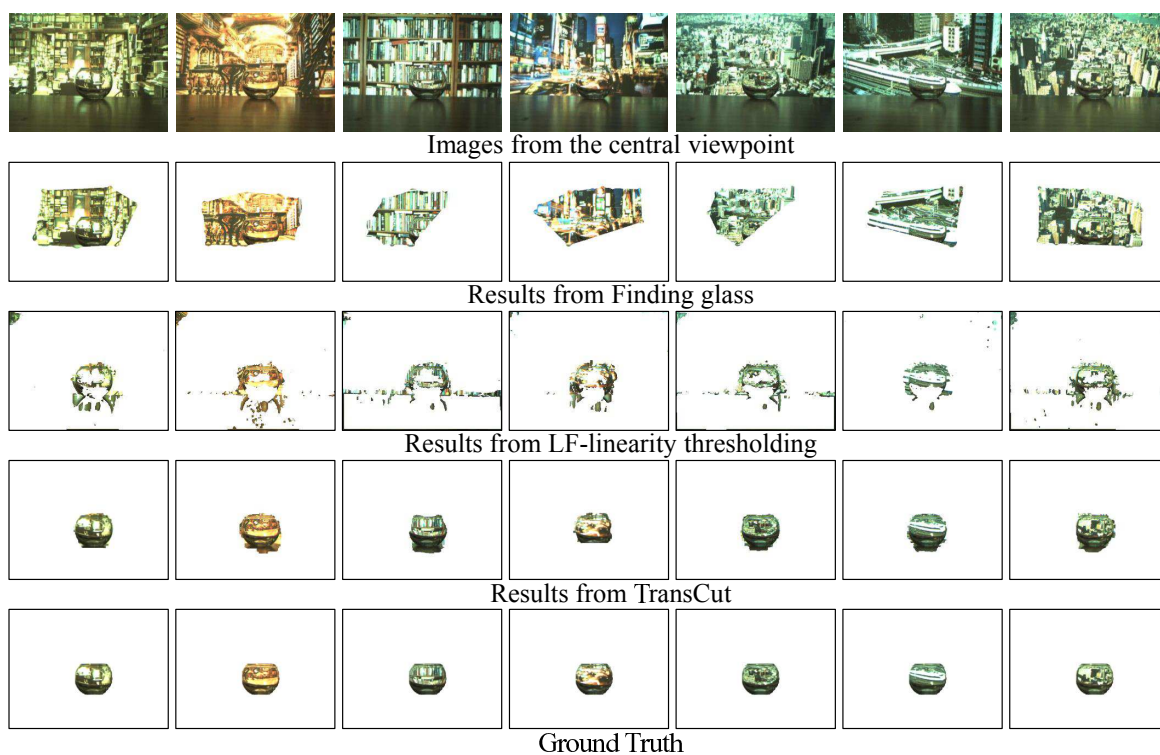 Images from the central viewpoint
Results from Finding glass
Results from LF-linearity thresholding
Results from TransCut
Ground Truth